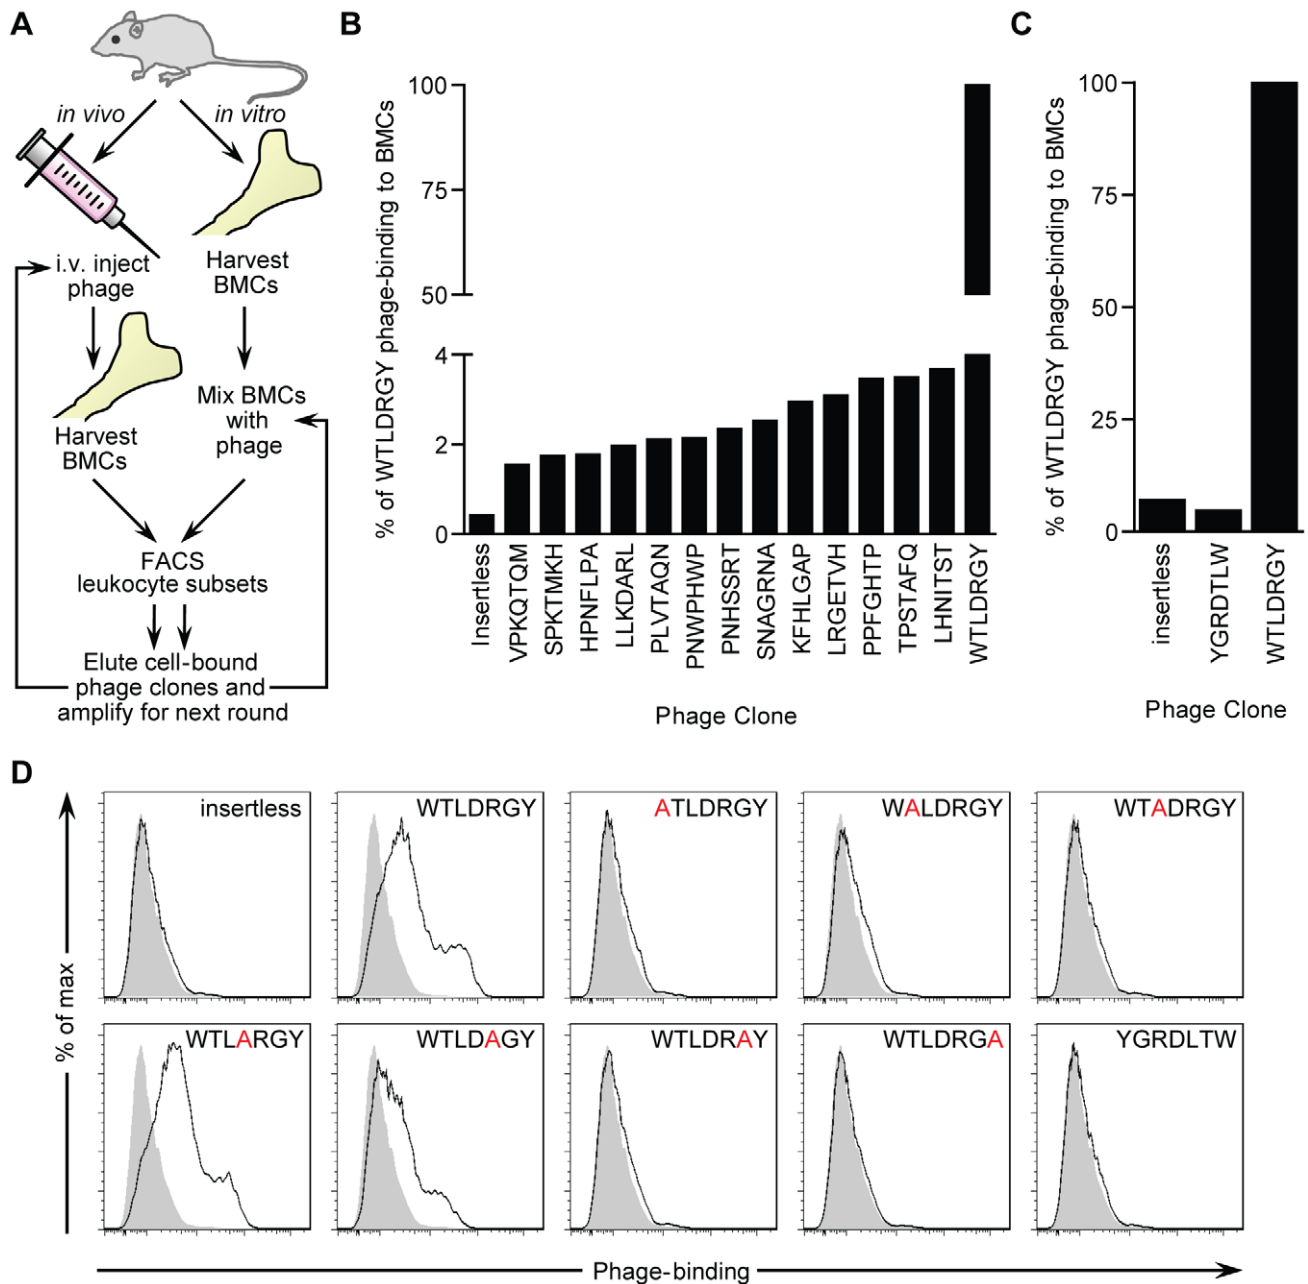 A
in vivo
in vitro
i.v. inject
phage
Harvest
BMCs
Harvest
BMCs
Mix BMCs
with
phage
FACS
leukocyte subsets
Elute cell-bound
phage clones and
amplify for next round
B
% of WTLDRGY phage-binding to BMCs
100
75
50
4
2
0
Insertless
VPKQTQM
SPKTMKH
HPNFLPA
LLKDARL
PLVTAQN
PNWPHWP
PNHSSRT
SNAGRNA
KFHLGAP
LRGETVH
PPFGHTP
TPSTAFQ
LHNITST
WTLDRGY
Phage Clone
C
% of WTLDRGY phage-binding to BMCs
100
75
50
25
0
insertless
YGRDTLW
WTLDRGY
Phage Clone
D
% of max
insertless
WTLDRGY
ATLDRGY
WALDRGY
WTADRGY
WTLARGY
WTLDAGY
WTLDRAY
WTLDRGA
YGRDLTW
Phage-binding